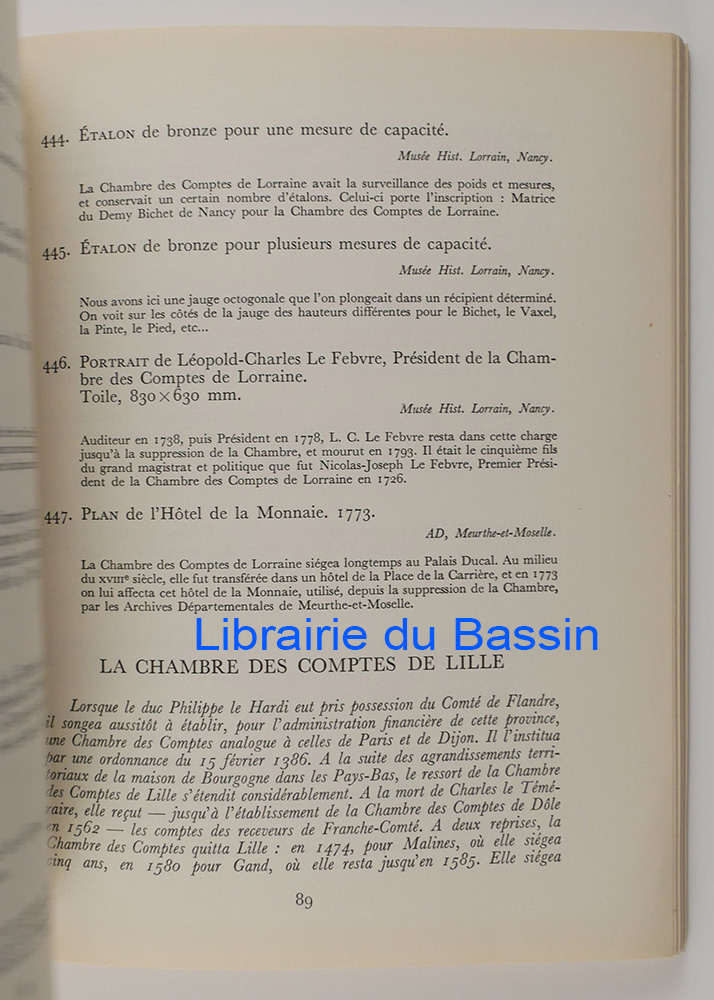 444. ÉTALON de bronze pour une mesure de capacité.
Musée Hist. Lorrain, Nancy.
La Chambre des Comptes de Lorraine avait la surveillance des poids et mesures,
et conservait un certain nombre d'étalons. Celui-ci porte l'inscription : Matrice
du Demy Bichet de Nancy pour la Chambre des Comptes de Lorraine.
445. ÉTALON de bronze pour plusieurs mesures de capacité.
Musée Hist. Lorrain, Nancy.
Nous avons ici une jauge octogonale que l'on plongeait dans un récipient déterminé.
On voit sur les côtés de la jauge des hauteurs différentes pour le Bichet, le Vaxel,
la Pinte, le Pied, etc...
446. PORTRAIT de Léopold-Charles Le Febvre, Président de la Cham-
bre des Comptes de Lorraine.
Toile, 830×630 mm.
Musée Hist. Lorrain, Nancy.
Auditeur en 1738, puis Président en 1778, L. C. Le Febvre resta dans cette charge
jusqu'à la suppression de la Chambre, et mourut en 1793. Il était le cinquième fils
du grand magistrat et politique que fut Nicolas-Joseph Le Febvre, Premier Prési-
dent de la Chambre des Comptes de Lorraine en 1726.
447. PLAN de l'Hôtel de la Monnaie. 1773.
AD, Meurthe-et-Moselle.
La Chambre des Comptes de Lorraine siégea longtemps au Palais Ducal. Au milieu
du XVIIIe siècle, elle fut transférée dans un hôtel de la Place de la Carrière, et en 1773
on lui affecta cet hôtel de la Monnaie, utilisé, depuis la suppression de la Chambre,
par les Archives Départementales de Meurthe-et-Moselle.
Librairie du Bassin
LA CHAMBRE DES COMPTES DE LILLE
Lorsque le duc Philippe le Hardi eut pris possession du Comté de Flandre,
il songea aussitôt à établir, pour l'administration financière de cette province,
une Chambre des Comptes analogue à celles de Paris et de Dijon. Il l'institua
par une ordonnance du 15 février 1386. A la suite des agrandissements terri-
toriaux de la maison de Bourgogne dans les Pays-Bas, le ressort de la Chambre
des Comptes de Lille s'étendit considérablement. A la mort de Charles le Témé-
raire, elle reçut — jusqu'à l'établissement de la Chambre des Comptes de Dôle
en 1562 — les comptes des receveurs de Franche-Comté. A deux reprises, la
Chambre des Comptes quitta Lille : en 1474, pour Malines, où elle siégea
cinq ans, en 1580 pour Gand, où elle resta jusqu'en 1585. Elle siégea
89